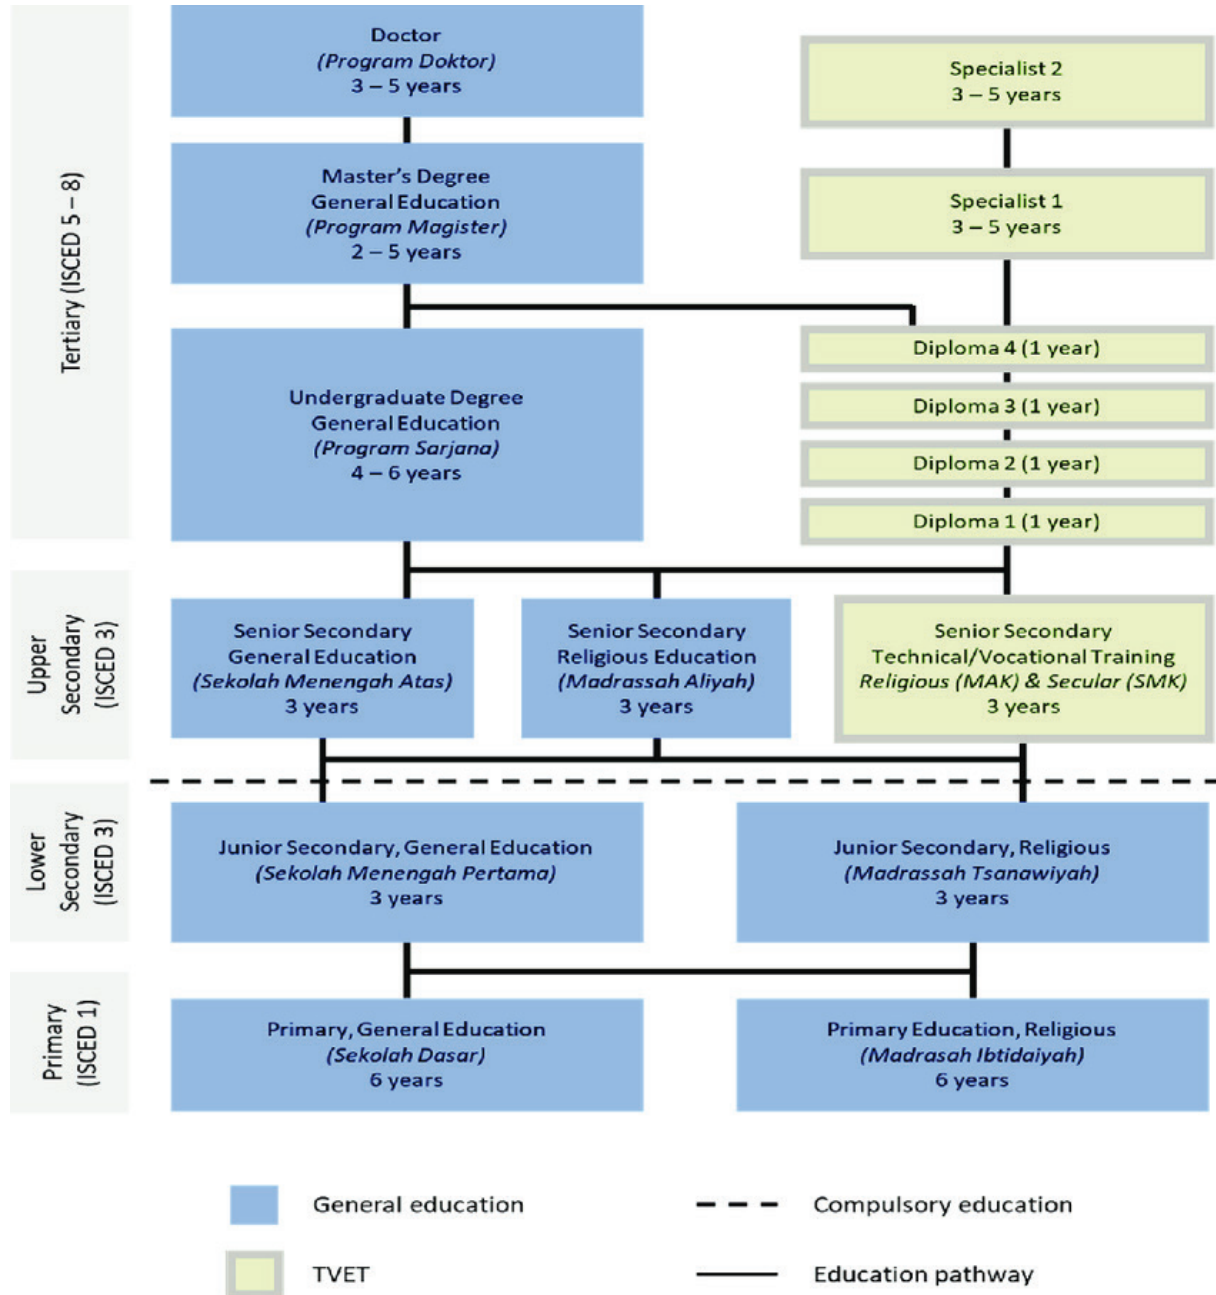 Doctor
(Program Doktor)
3 – 5 years
Specialist 2
3 – 5 years
Master's Degree
General Education
(Program Magister)
2 – 5 years
Specialist 1
3 – 5 years
Tertiary (ISCED 5 – 8)
Undergraduate Degree
General Education
(Program Sarjana)
4 – 6 years
Diploma 4 (1 year)
Diploma 3 (1 year)
Diploma 2 (1 year)
Diploma 1 (1 year)
Upper
Secondary
(ISCED 3)
Senior Secondary
General Education
(Sekolah Menengah Atas)
3 years
Senior Secondary
Religious Education
(Madrassah Aliyah)
3 years
Senior Secondary
Technical/Vocational Training
Religious (MAK) & Secular (SMK)
3 years
Lower
Secondary
(ISCED 3)
Junior Secondary, General Education
(Sekolah Menengah Pertama)
3 years
Junior Secondary, Religious
(Madrassah Tsanawiyah)
3 years
Primary
(ISCED 1)
Primary, General Education
(Sekolah Dasar)
6 years
Primary Education, Religious
(Madrasah Ibtidaiyah)
6 years
General education
Compulsory education
TVET
Education pathway